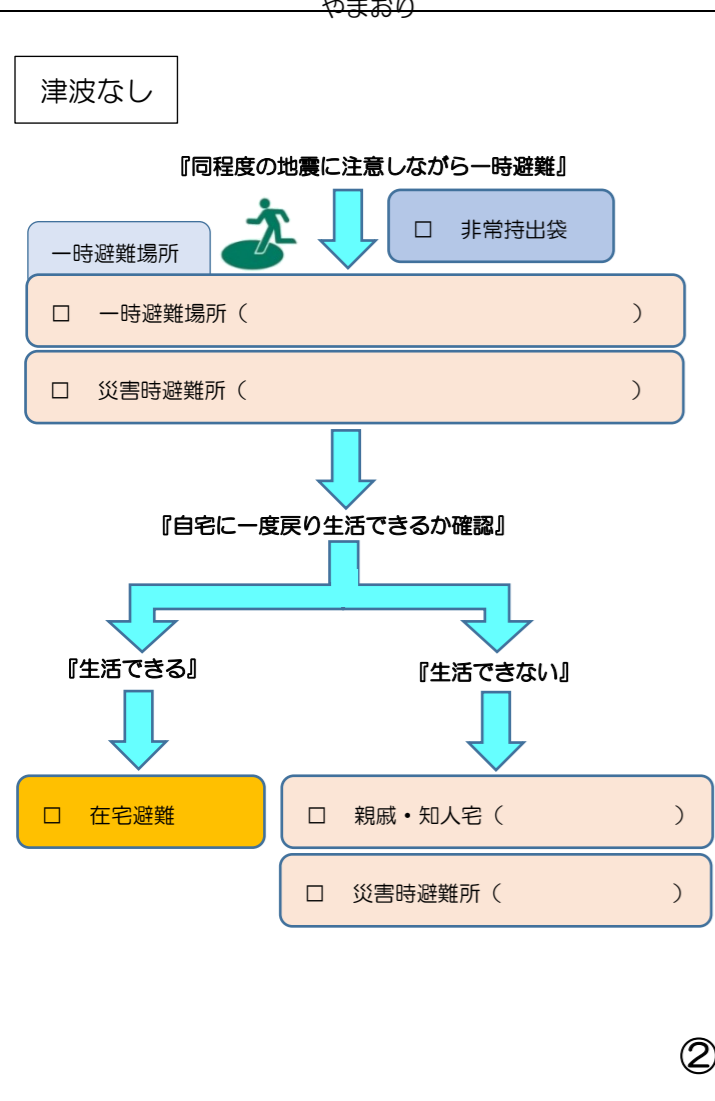 やまおり
津波なし
『同程度の地震に注意しながら一時避難』
□ 非常持出袋
一時避難場所
□ 一時避難場所（ ）
□ 災害時避難所（ ）
『自宅に一度戻り生活できるか確認』
『生活できる』 『生活できない』
□ 在宅避難 □ 親戚・知人宅（ ）
□ 災害時避難所（ ）
②